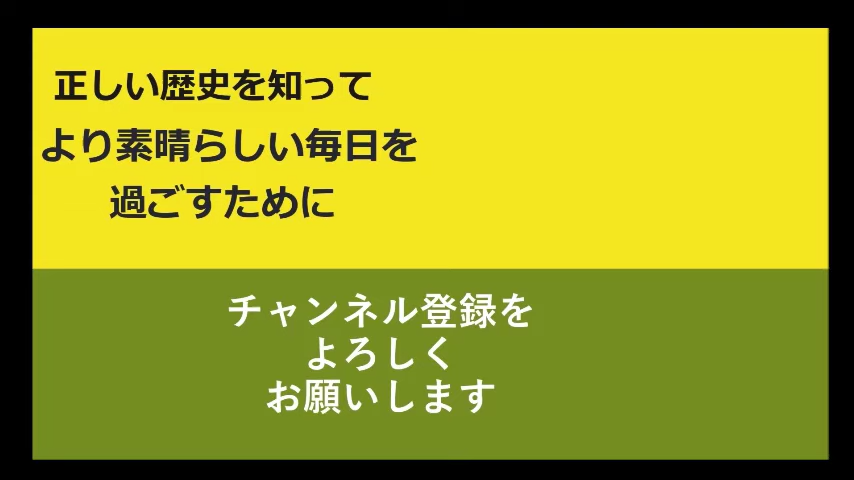 正しい歴史を知って
より素晴らしい毎日を
過ごすために
チャンネル登録を
よろしく
お願いします